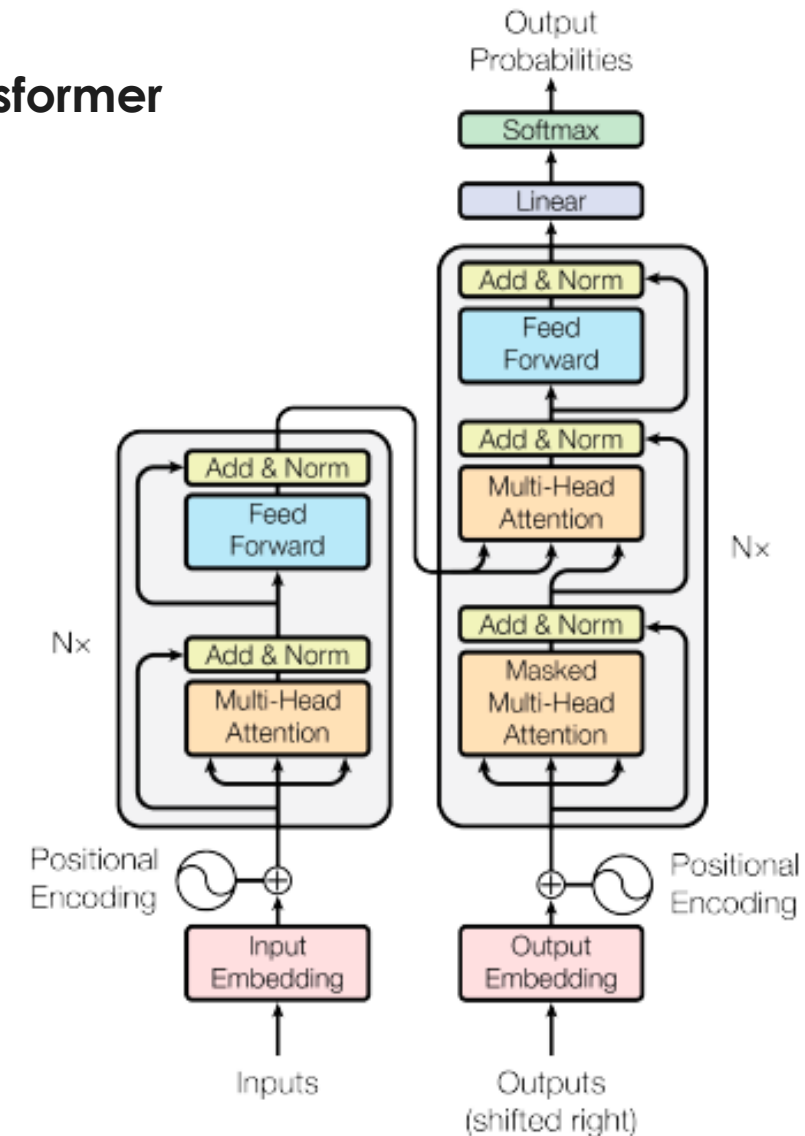 Output
Probabilities
sformer
Softmax
Linear
Add & Norm
Feed
Forward
Add & Norm
Multi-Head
Attention
Nx
Add & Norm
Masked
Multi-Head
Attention
Add & Norm
Feed
Forward
Nx
Add & Norm
Multi-Head
Attention
Positional
Encoding
Positional
Encoding
Input
Embedding
Output
Embedding
Inputs
Outputs
(shifted right)